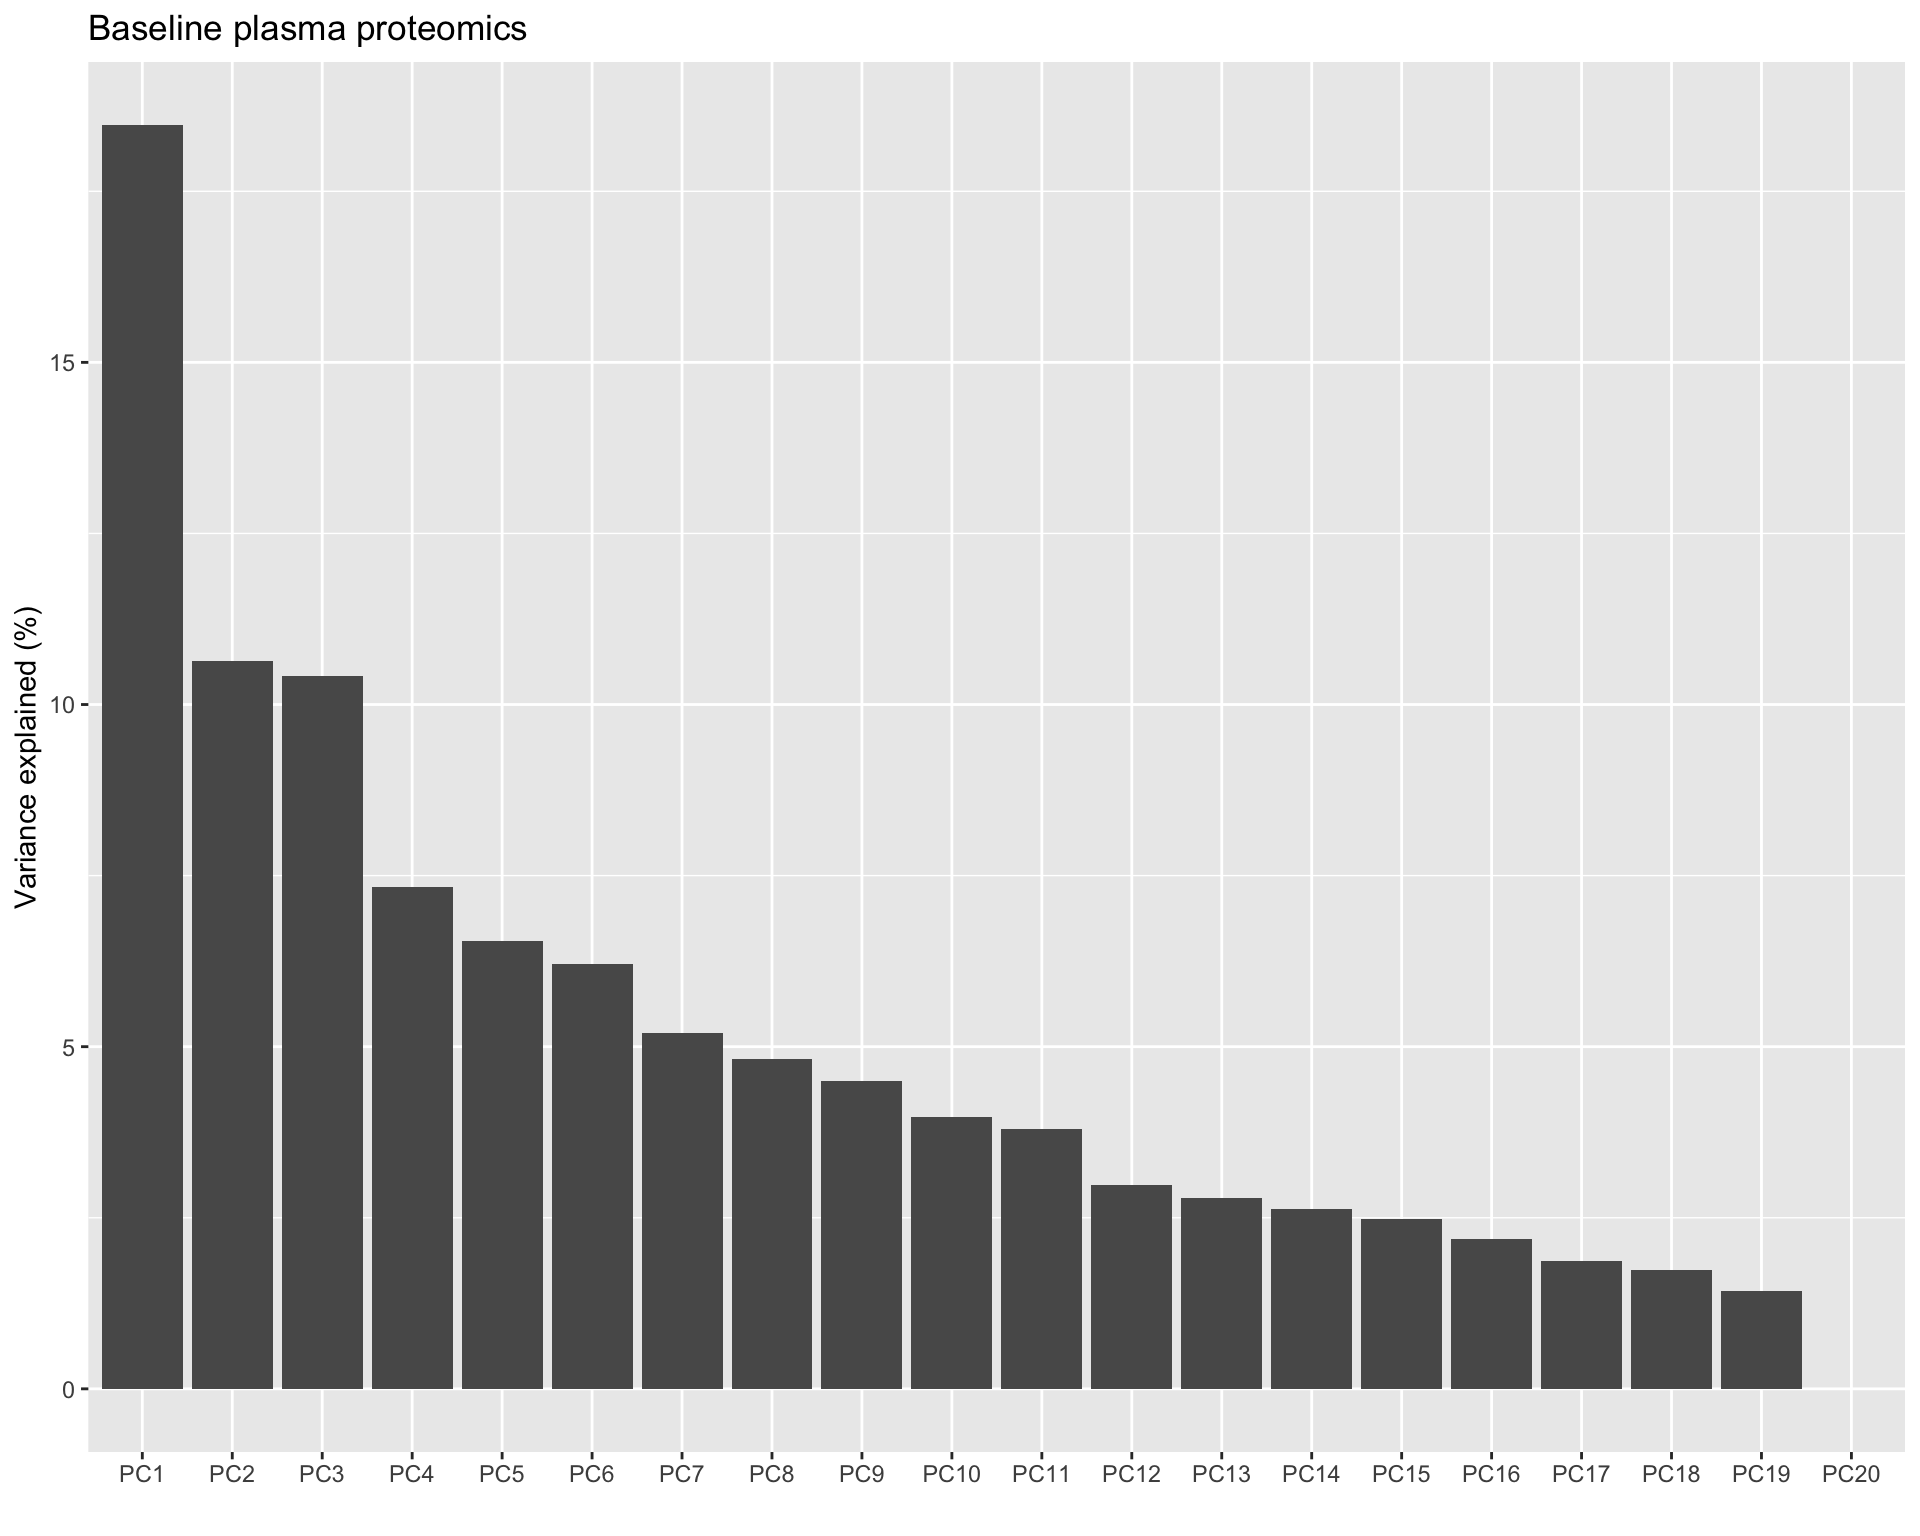 Baseline plasma proteomics
Variance explained (%)
15
10
5
0
PC1 PC2 PC3 PC4 PC5 PC6 PC7 PC8 PC9 PC10 PC11 PC12 PC13 PC14 PC15 PC16 PC17 PC18 PC19 PC20